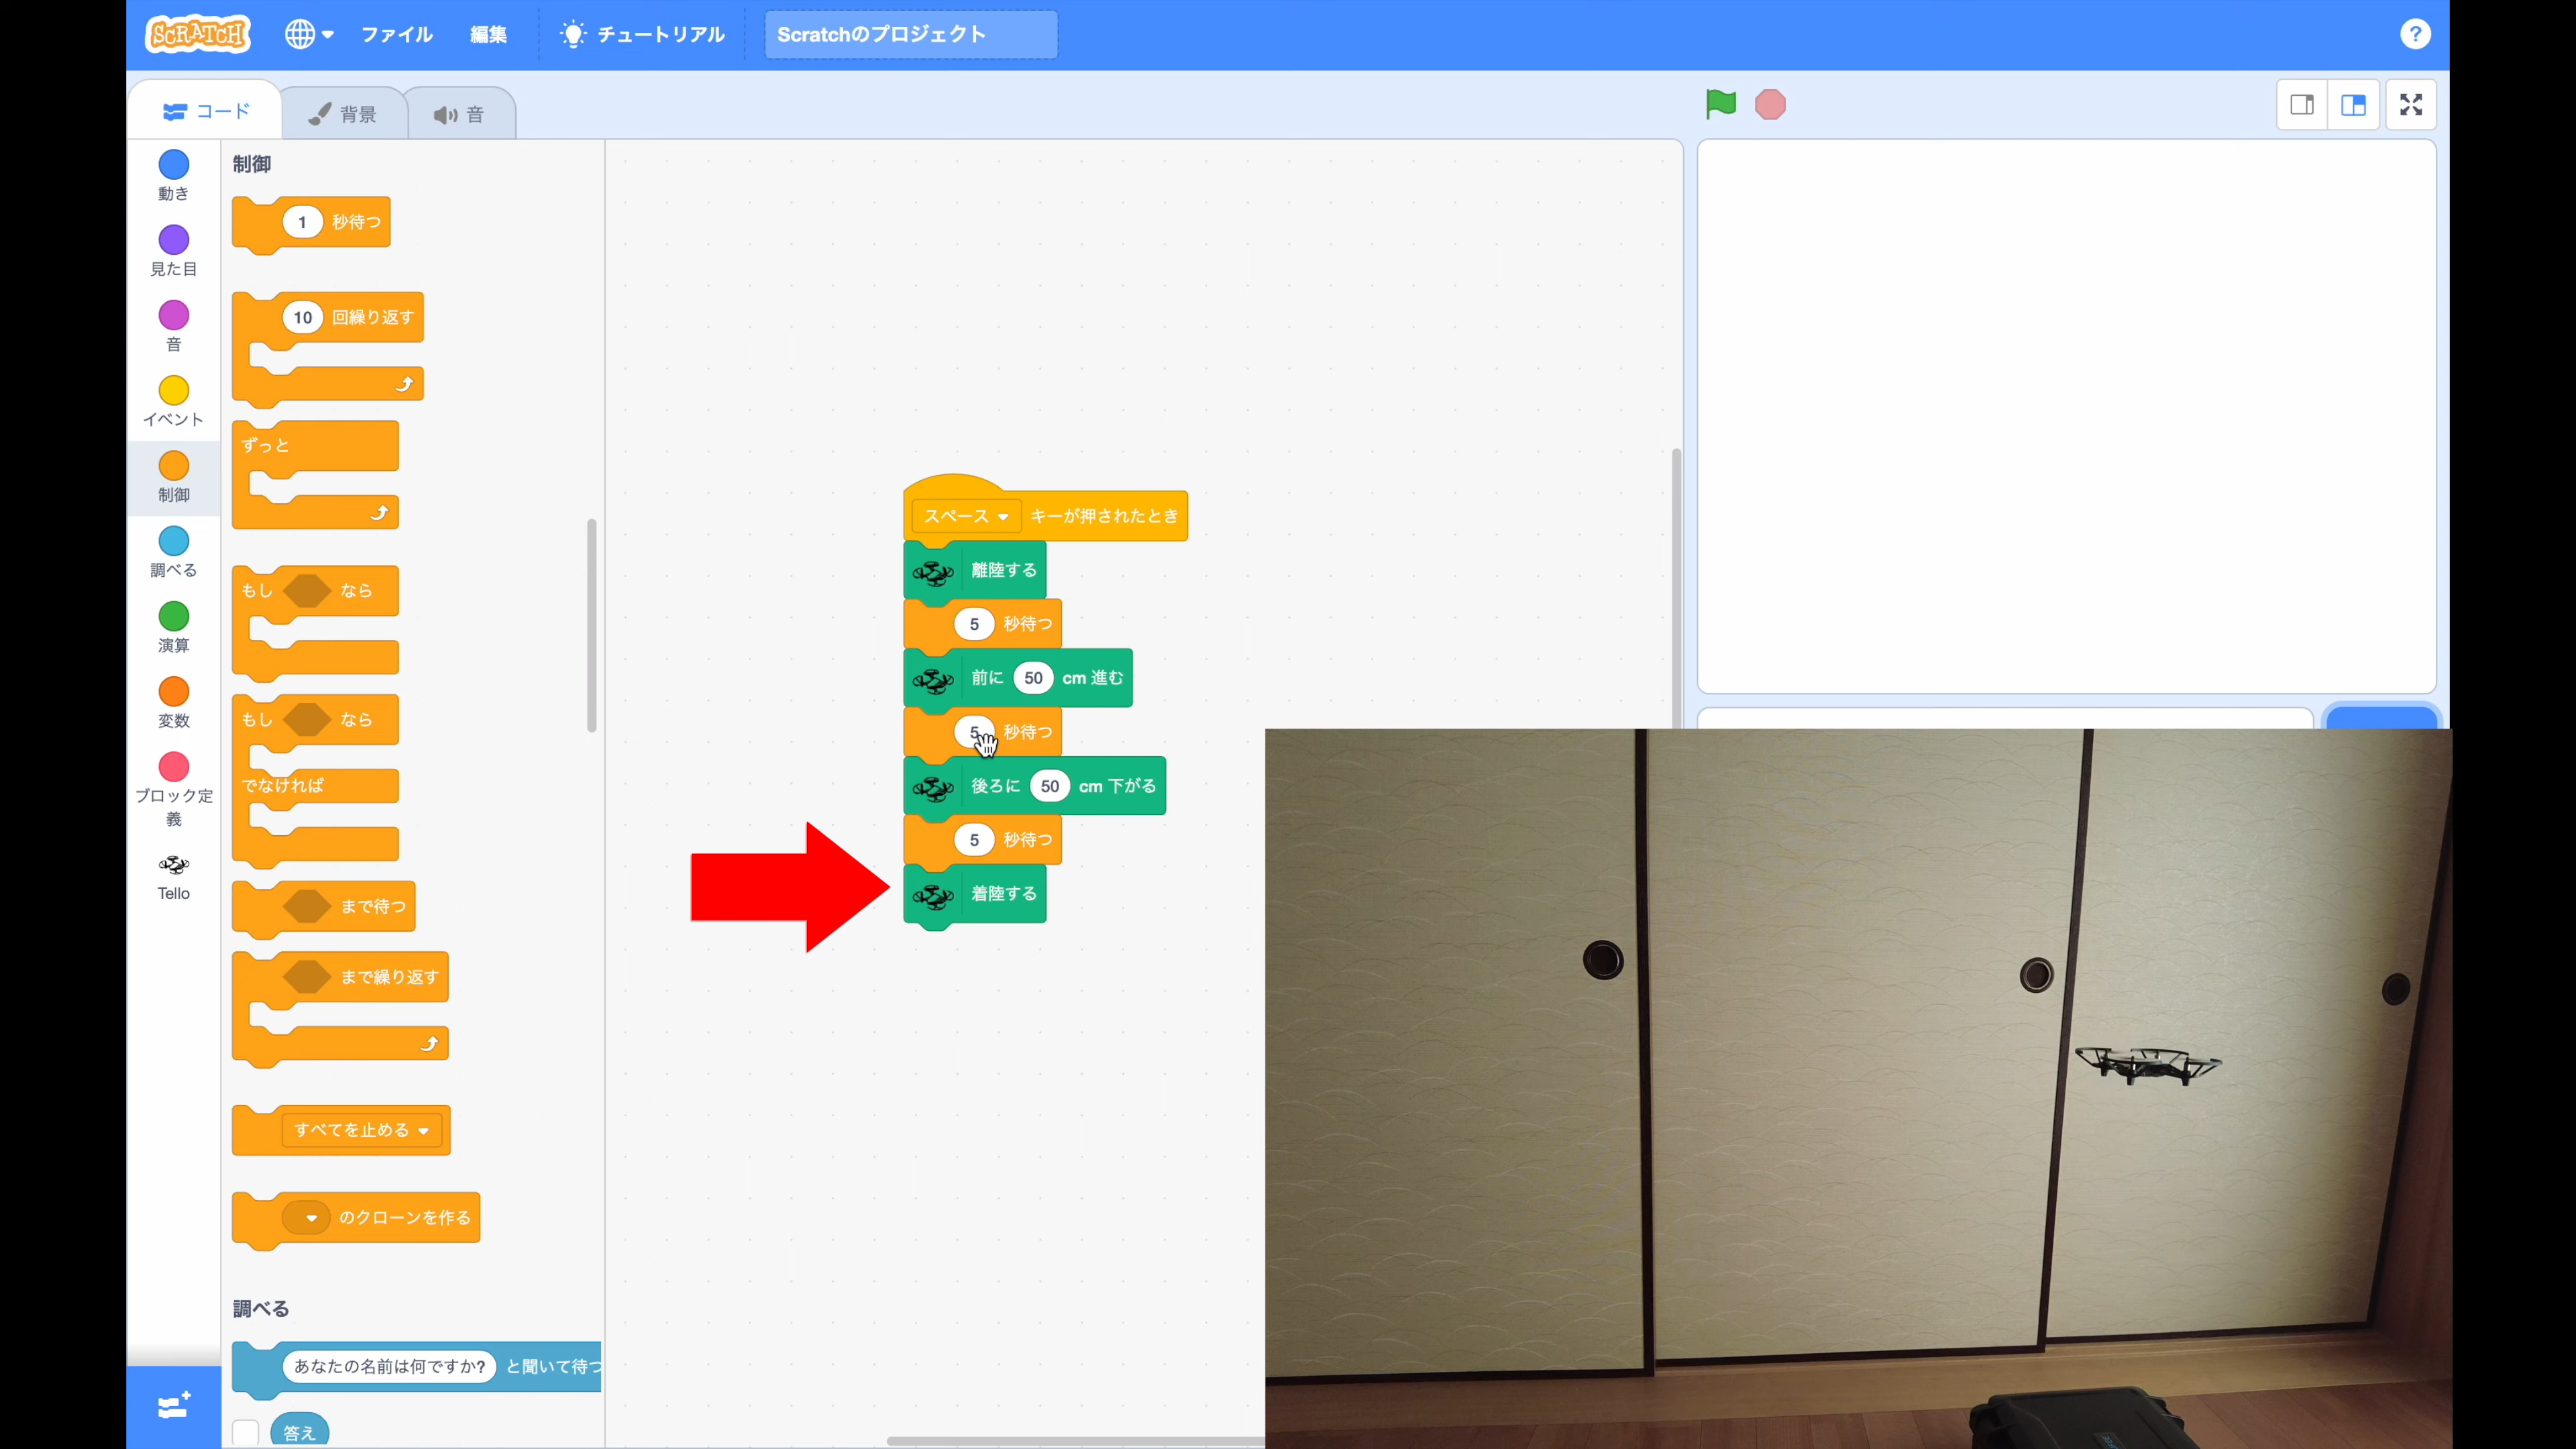 SCRATCH
ファイル
編集
チュートリアル
Scratchのプロジェクト
?
コード
背景
音
動き
見た目
音
イベント
制御
調べる
演算
変数
ブロック定
義
Tello
制御
1 秒待つ
10 回繰り返す
ずっと
もし なら
もし なら
でなければ
まで待つ
まで繰り返す
すべてを止める
のクローンを作る
調べる
あなたの名前は何ですか? と聞いて待つ
答え
スペース キーが押されたとき
離陸する
5 秒待つ
前に 50 cm 進む
5 秒待つ
後ろに 50 cm 下がる
5 秒待つ
着陸する